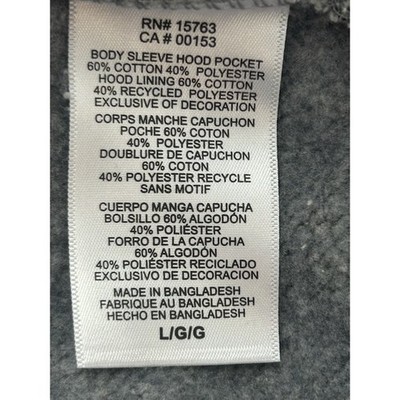 RN# 15763
CA # 00153
BODY SLEEVE HOOD POCKET
60% COTTON 40% POLYESTER
HOOD LINING 60% COTTON
40% RECYCLED POLYESTER
EXCLUSIVE OF DECORATION
CORPS MANCHE CAPUCHON
POCHE 60% COTON
40% POLYESTER
DOUBLURE DE CAPUCHON
60% COTON
40% POLYESTER RECYCLE
SANS MOTIF
CUERPO MANGA CAPUCHA
BOLSILLO 60% ALGODÓN
40% POLIÉSTER
FORRO DE LA CAPUCHA
60% ALGODÓN
40% POLIÉSTER RECICLADO
EXCLUSIVO DE DECORACION
MADE IN BANGLADESH
FABRIQUE AU BANGLADESH
HECHO EN BANGLADESH
L/G/G